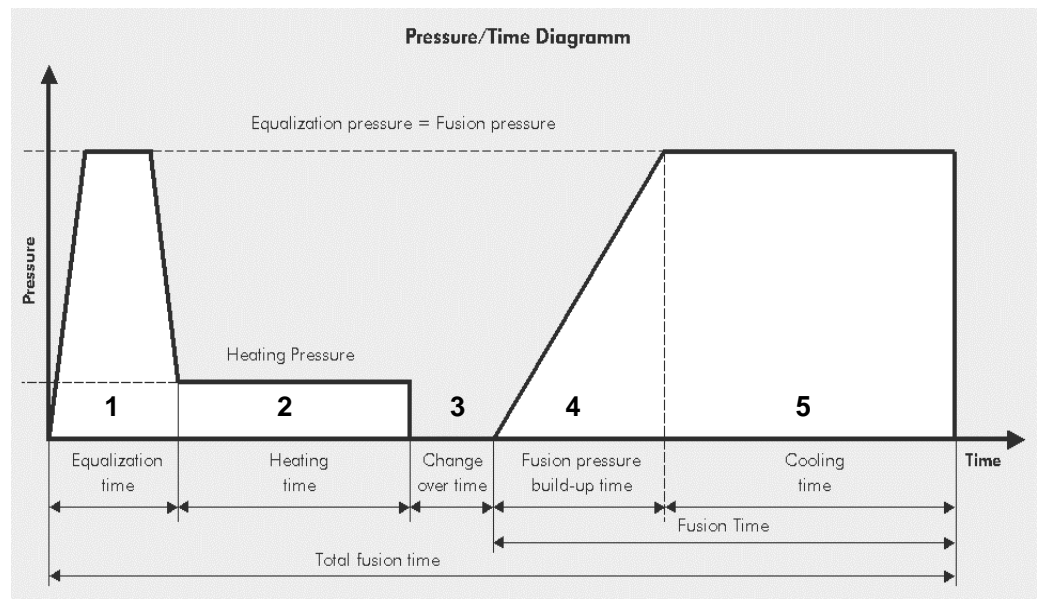 Pressure/Time Diagramm
Equalization pressure = Fusion pressure
Pressure
Heating Pressure
1
2
3
4
5
Equalization
time
Heating
time
Change
over time
Fusion pressure
build-up time
Cooling
time
Time
Fusion Time
Total fusion time